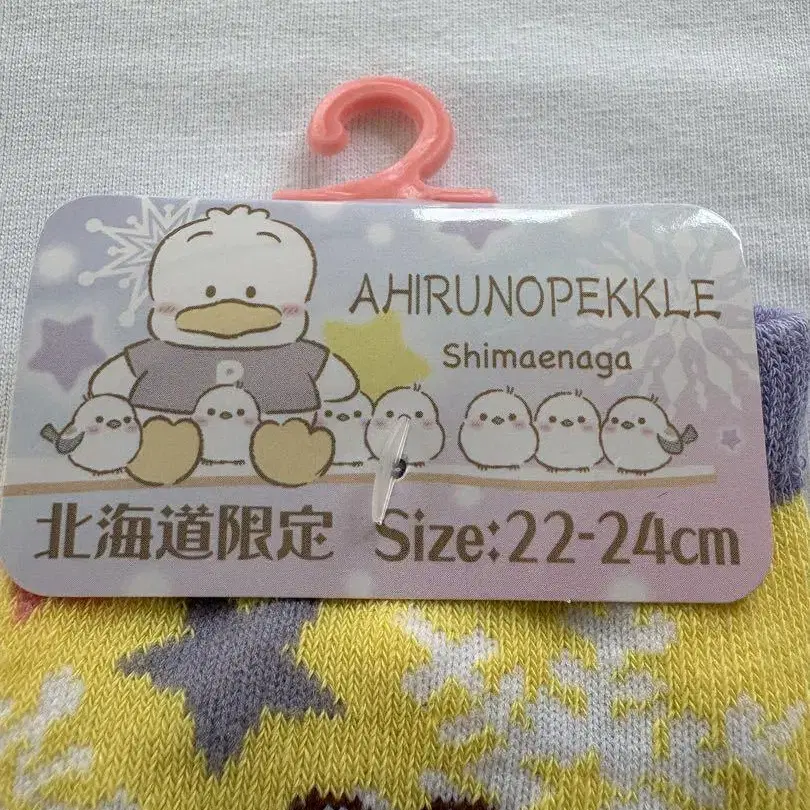 AHIRUNOPEKKLE
Shimaenaga
P
北海道限定 Size:22-24cm